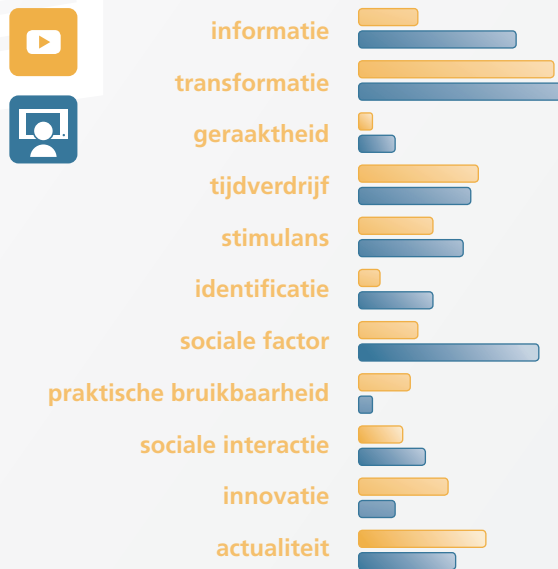 informatie
transformatie
geraaktheid
tijdverdrijf
stimulans
identificatie
sociale factor
praktische bruikbaarheid
sociale interactie
innovatie
actualiteit